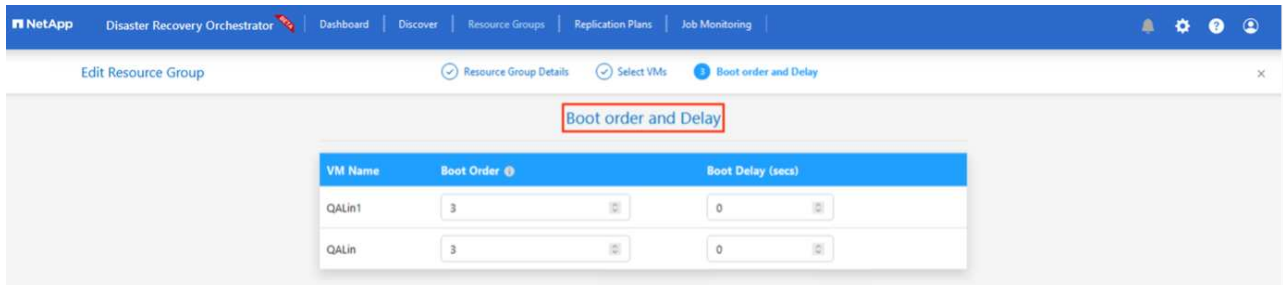 NetApp Disaster Recovery Orchestrator BETA Dashboard Discover Resource Groups Replication Plans Job Monitoring
Edit Resource Group Resource Group Details Select VMs 3 Boot order and Delay
Boot order and Delay
VM Name Boot Order Boot Delay (secs)
QALin1 3 0
QALin 3 0